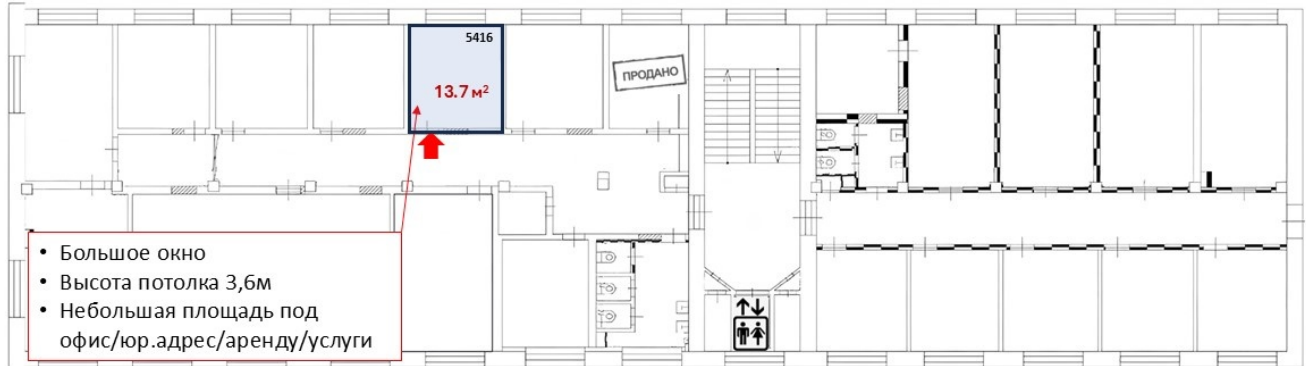 5416
13.7 м²
ПРОДАНО
• Большое окно
• Высота потолка 3,6м
• Небольшая площадь под
офис/юр.адрес/аренду/услуги